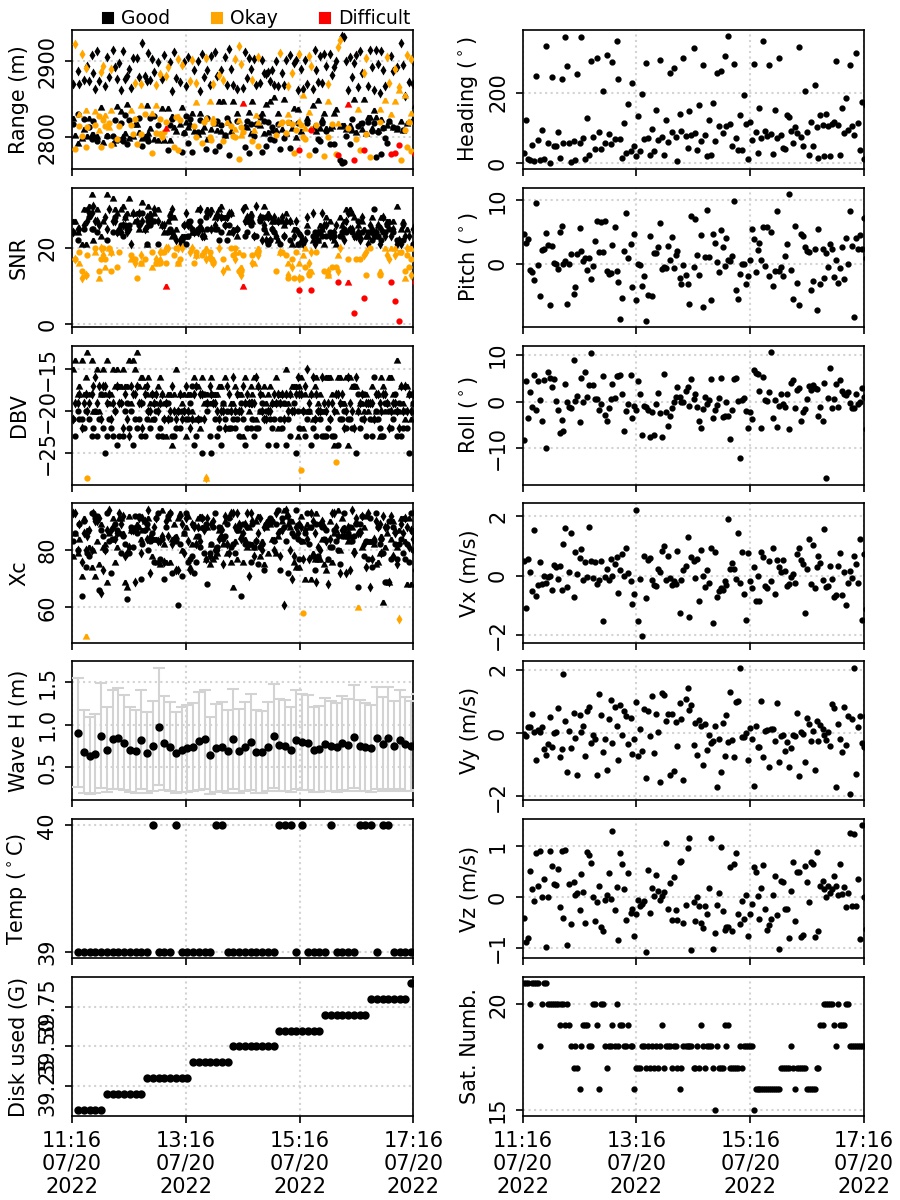 Good Okay Difficult
Range (m)
2900
2800
Heading (°)
200
0
SNR
20
0
Pitch (°)
10
0
DBV
−15
−20
−25
Roll (°)
10
0
−10
Xc
80
60
Vx (m/s)
2
0
−2
Wave H (m)
1.5
1.0
0.5
Vy (m/s)
2
0
−2
Temp (°C)
40
39
Vz (m/s)
1
0
−1
Disk used (G)
39.75
39.50
39.25
Sat. Numb.
20
15
11:16 13:16 15:16 17:16 11:16 13:16 15:16 17:16
07/20 07/20 07/20 07/20 07/20 07/20 07/20 07/20
2022 2022 2022 2022 2022 2022 2022 2022